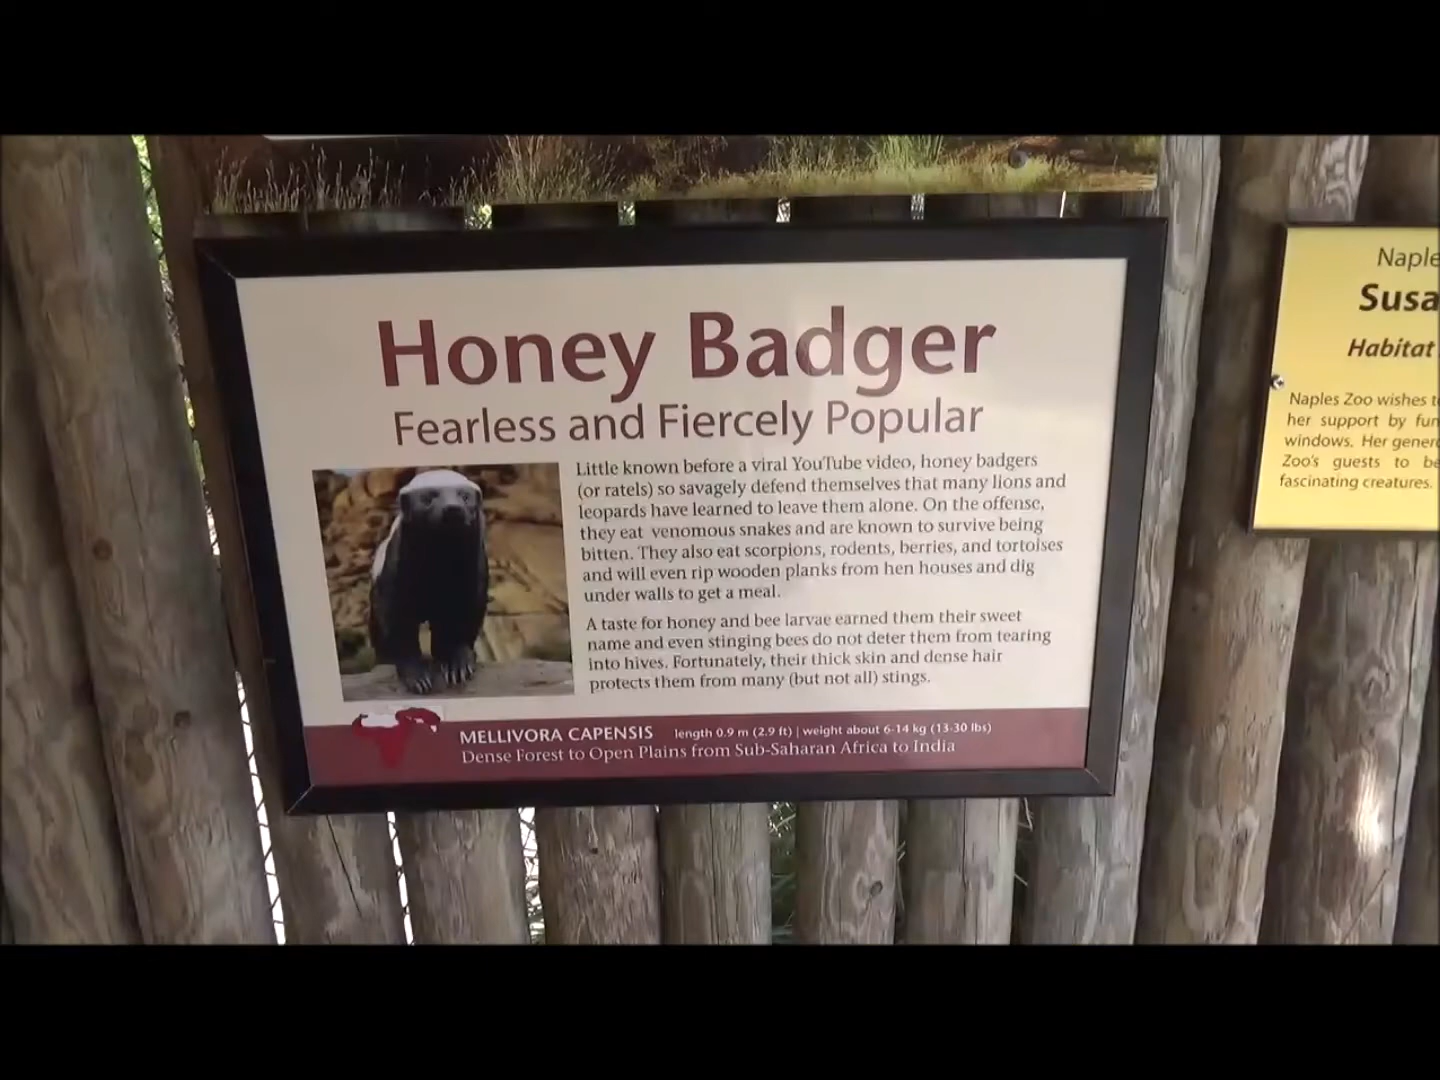 Honey Badger
Fearless and Fiercely Popular
Little known before a viral YouTube video, honey badgers
(or ratels) so savagely defend themselves that many lions and
leopards have learned to leave them alone. On the offense,
they eat venomous snakes and are known to survive being
bitten. They also eat scorpions, rodents, berries, and tortoises
and will even rip wooden planks from hen houses and dig
under walls to get a meal.
A taste for honey and bee larvae earned them their sweet
name and even stinging bees do not deter them from tearing
into hives. Fortunately, their thick skin and dense hair
protects them from many (but not all) stings.
MELLIVORA CAPENSIS length 0.9 m (2.9 ft) | weight about 6-14 kg (13-30 lbs)
Dense Forest to Open Plains from Sub-Saharan Africa to India
Naple
Susa
Habitat
Naples Zoo wishes t
her support by fun
windows. Her gener
Zoo's guests to be
fascinating creatures.